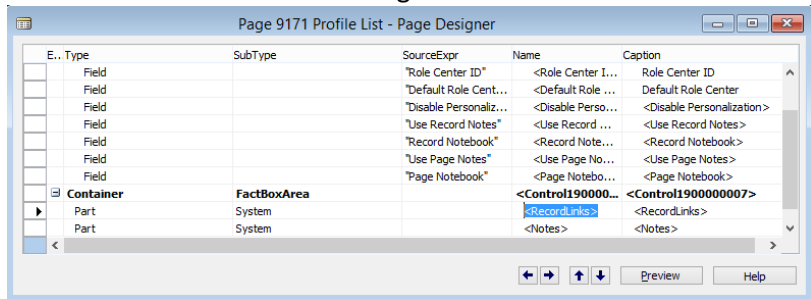 Page 9171 Profile List - Page Designer
E.. Type SubType SourceExpr Name Caption
Field "Role Center ID" <Role Center I... Role Center ID
Field "Default Role Cent... <Default Role ... Default Role Center
Field "Disable Personaliz... <Disable Perso... <Disable Personalization>
Field "Use Record Notes" <Use Record ... <Use Record Notes>
Field "Record Notebook" <Record Note... <Record Notebook>
Field "Use Page Notes" <Use Page No... <Use Page Notes>
Field "Page Notebook" <Page Notebo... <Page Notebook>
Container FactBoxArea <Control190000... <Control1900000007>
Part System <RecordLinks> <RecordLinks>
Part System <Notes> <Notes>
Preview Help